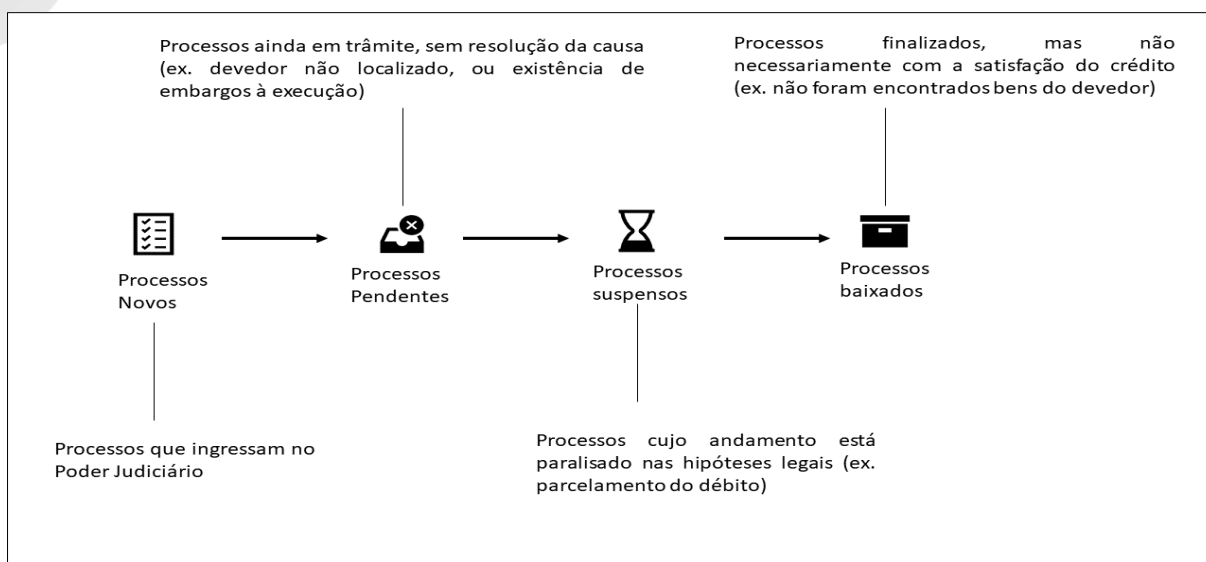 Processos ainda em trâmite, sem resolução da causa
(ex. devedor não localizado, ou existência de
embargos à execução)
Processos finalizados, mas não
necessariamente com a satisfação do crédito
(ex. não foram encontrados bens do devedor)
Processos
Novos
Processos
Pendentes
Processos
suspensos
Processos
baixados
Processos que ingressam no
Poder Judiciário
Processos cujo andamento está
paralisado nas hipóteses legais (ex.
parcelamento do débito)